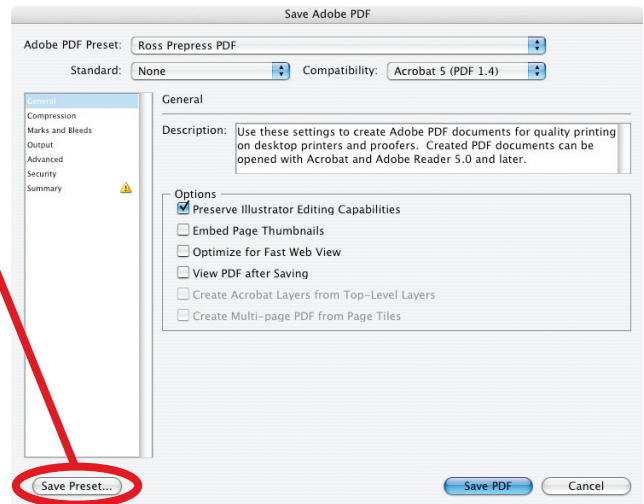 Save Adobe PDF
Adobe PDF Preset: Ross Prepress PDF
Standard: None Compatibility: Acrobat 5 (PDF 1.4)
General
Compression
Marks and Bleeds
Output
Advanced
Security
Summary
General
Description: Use these settings to create Adobe PDF documents for quality printing
on desktop printers and proofers. Created PDF documents can be
opened with Acrobat and Adobe Reader 5.0 and later.
Options
Preserve Illustrator Editing Capabilities
Embed Page Thumbnails
Optimize for Fast Web View
View PDF after Saving
Create Acrobat Layers from Top-Level Layers
Create Multi-page PDF from Page Tiles
Save Preset... Save PDF Cancel